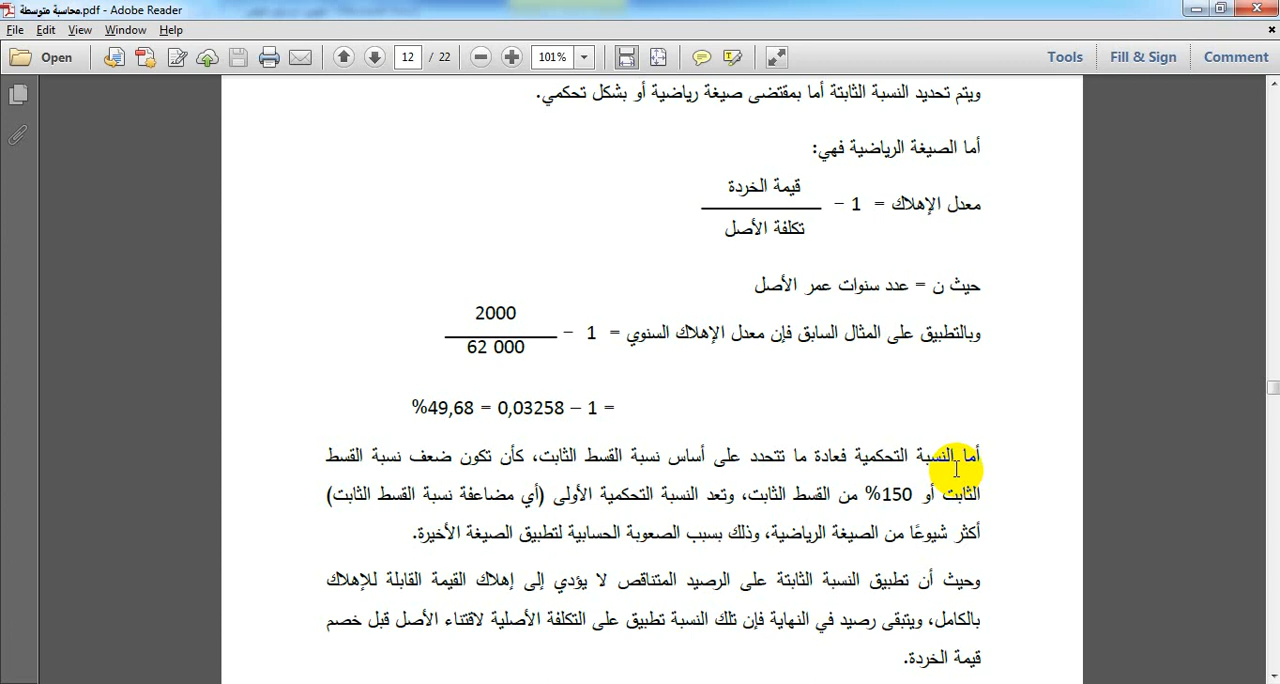 محاسبة متوسطة.pdf - Adobe Reader
File Edit View Window Help
Open 12 / 22 101% Tools Fill & Sign Comment
ويتم تحديد النسبة الثابتة أما بمقتضى صيغة رياضية أو بشكل تحكمي.
أما الصيغة الرياضية فهي:
قيمة الخردة
معدل الإهلاك = 1 −
تكلفة الأصل
حيث ن = عدد سنوات عمر الأصل
2000
وبالتطبيق على المثال السابق فإن معدل الإهلاك السنوي = 1 −
62 000
= 1 – 0,03258 = 49,68%
أما النسبة التحكمية فعادة ما تتحدد على أساس نسبة القسط الثابت، كأن تكون ضعف نسبة القسط
الثابت أو 150% من القسط الثابت، وتعد النسبة التحكمية الأولى (أي مضاعفة نسبة القسط الثابت)
أكثر شيوعًا من الصيغة الرياضية، وذلك بسبب الصعوبة الحسابية لتطبيق الصيغة الأخيرة.
وحيث أن تطبيق النسبة الثابتة على الرصيد المتناقص لا يؤدي إلى إهلاك القيمة القابلة للإهلاك
بالكامل، ويتبقى رصيد في النهاية فإن تلك النسبة تطبيق على التكلفة الأصلية لاقتناء الأصل قبل خصم
قيمة الخردة.